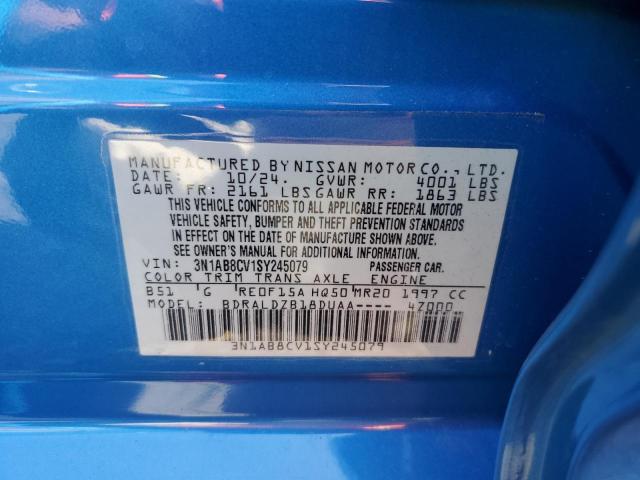 MANUFACTURED BY NISSAN MOTOR CO., LTD.
DATE: 10/24. GVWR: 4001 LBS
GAWR FR: 2161 LBS GAWR RR: 1863 LBS
THIS VEHICLE CONFORMS TO ALL APPLICABLE FEDERAL MOTOR
VEHICLE SAFETY, BUMPER AND THEFT PREVENTION STANDARDS
IN EFFECT ON THE DATE OF MANUFACTURE SHOWN ABOVE.
SEE OWNER'S MANUAL FOR ADDITIONAL INFORMATION.
VIN: 3N1AB8CV1SY245079 PASSENGER CAR.
COLOR TRIM TRANS AXLE ENGINE
B51 G RE0F15A HQ50 MR20 1997 CC
BDRALDZB18DUAA---- 4Z000
3N1AB8CV1SY245079